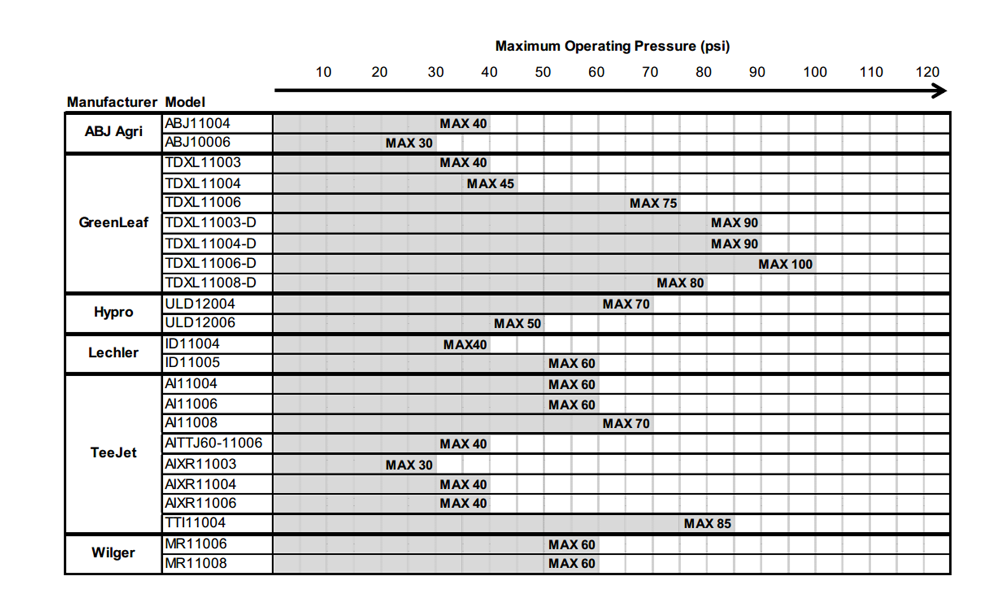 Maximum Operating Pressure (psi)
10 20 30 40 50 60 70 80 90 100 110 120
Manufacturer Model
ABJ Agri
ABJ11004 MAX 40
ABJ10006 MAX 30
GreenLeaf
TDXL11003 MAX 40
TDXL11004 MAX 45
TDXL11006 MAX 75
TDXL11003-D MAX 90
TDXL11004-D MAX 90
TDXL11006-D MAX 100
TDXL11008-D MAX 80
Hypro
ULD12004 MAX 70
ULD12006 MAX 50
Lechler
ID11004 MAX40
ID11005 MAX 60
TeeJet
AI11004 MAX 60
AI11006 MAX 60
AI11008 MAX 70
AITTJ60-11006 MAX 40
AIXR11003 MAX 30
AIXR11004 MAX 40
AIXR11006 MAX 40
TTI11004 MAX 85
Wilger
MR11006 MAX 60
MR11008 MAX 60